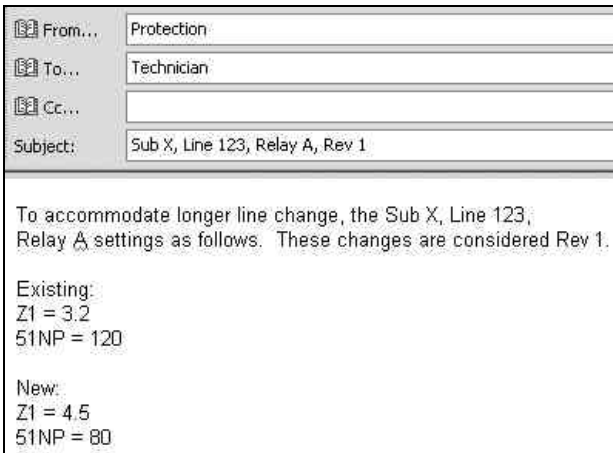 From... Protection
To... Technician
Cc...
Subject: Sub X, Line 123, Relay A, Rev 1
To accommodate longer line change, the Sub X, Line 123,
Relay A settings as follows. These changes are considered Rev 1.
Existing:
Z1 = 3.2
51NP = 120
New:
Z1 = 4.5
51NP = 80